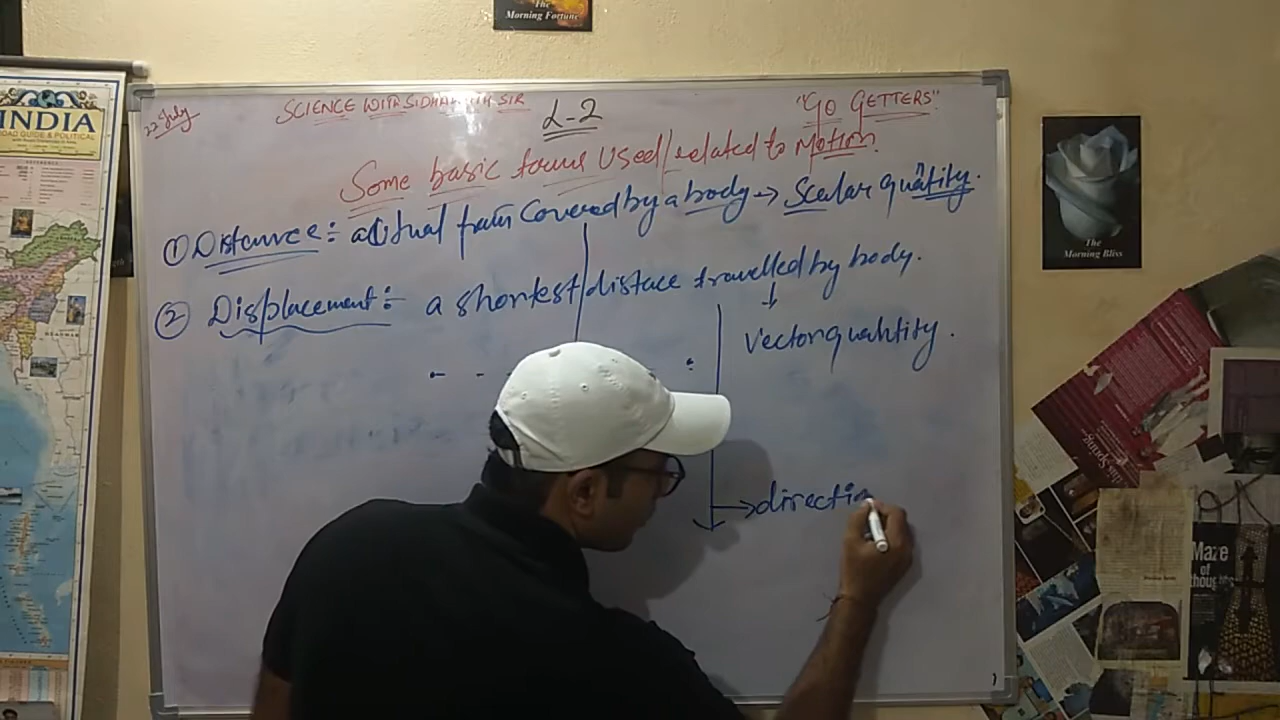 The
Morning Fortune
INDIA
ROAD GUIDE & POLITICAL
22 July
SCIENCE WITH SIDHARTH SIR
L-2
"GO GETTERS"
Some basic terms Used/related to Motion.
① Distance:- actual path Covered by a body → Scalar quantity.
② Displacement:- a shortest distace travelled by body.
↓
Vector quantity.
→ directio
The
Morning Bliss
Maze
of
thoughts